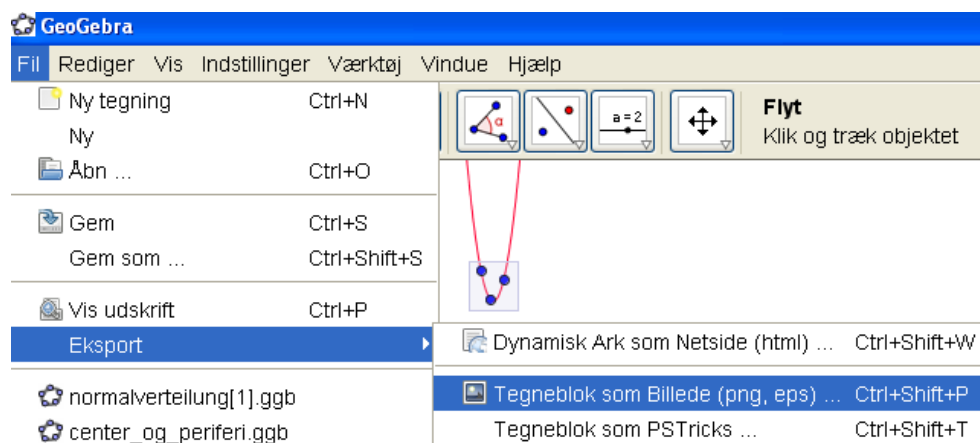 GeoGebra
Fil Rediger Vis Indstillinger Værktøj Vindue Hjælp
Ny tegning Ctrl+N
Ny
Åbn ... Ctrl+O
Gem Ctrl+S
Gem som ... Ctrl+Shift+S
Vis udskrift Ctrl+P
Eksport
normalverteilung[1].ggb
center_og_periferi.ggb
α
a=2
Flyt
Klik og træk objektet
Dynamisk Ark som Netside (html) ... Ctrl+Shift+W
Tegneblok som Billede (png, eps) ... Ctrl+Shift+P
Tegneblok som PSTricks ... Ctrl+Shift+T